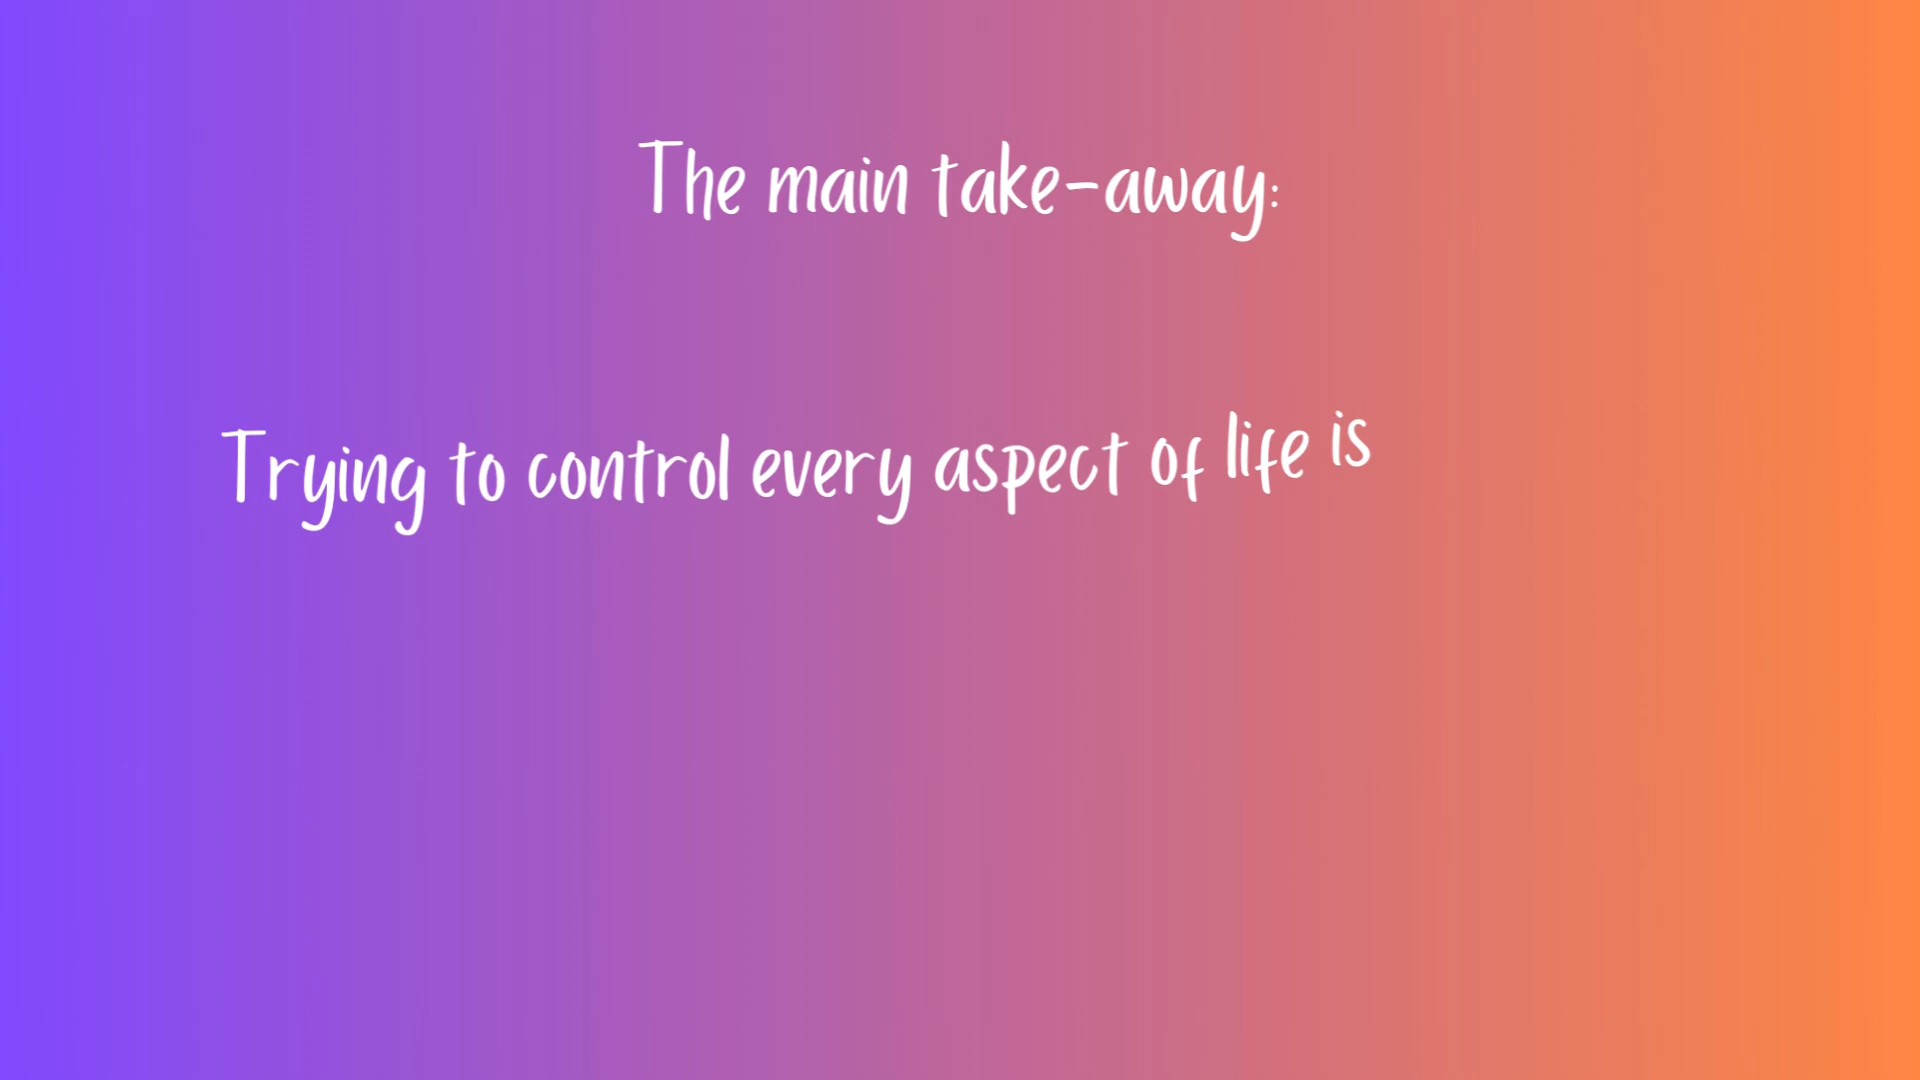 The main take-away:
Trying to control every aspect of life is